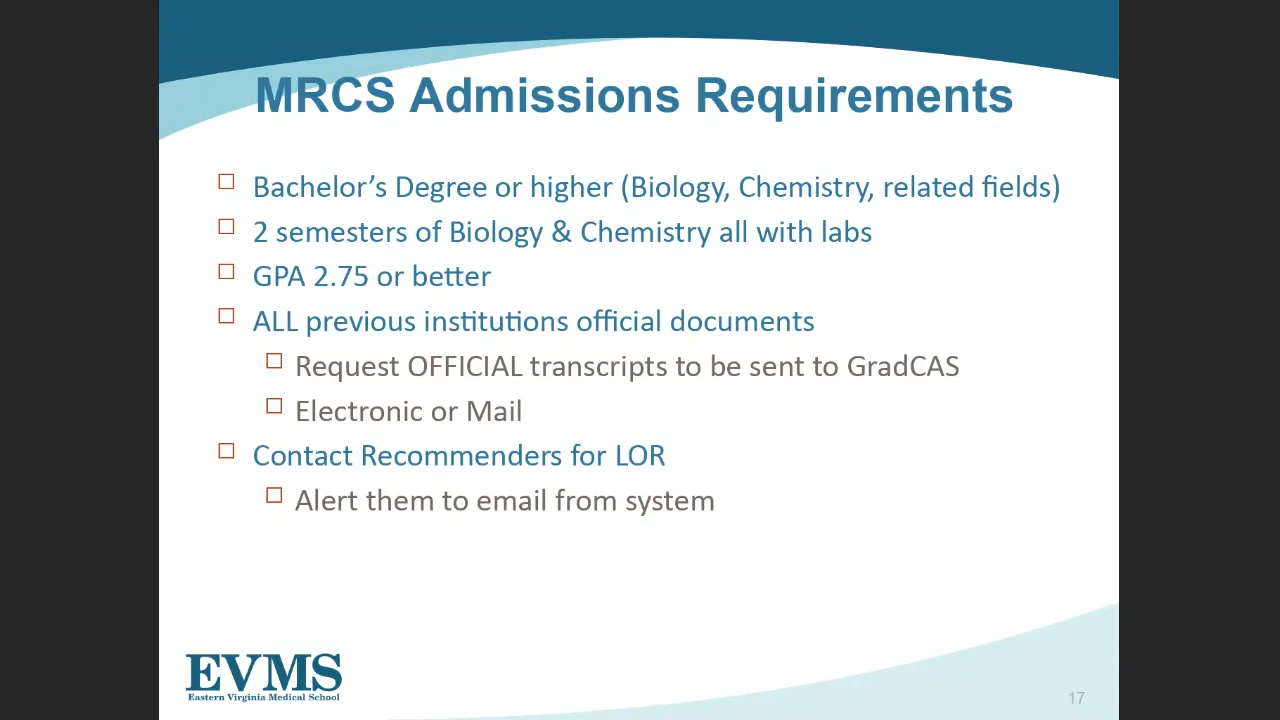 MRCS Admissions Requirements
Bachelor’s Degree or higher (Biology, Chemistry, related fields)
2 semesters of Biology & Chemistry all with labs
GPA 2.75 or better
ALL previous institutions official documents
Request OFFICIAL transcripts to be sent to GradCAS
Electronic or Mail
Contact Recommenders for LOR
Alert them to email from system
EVMS
Eastern Virginia Medical School
17